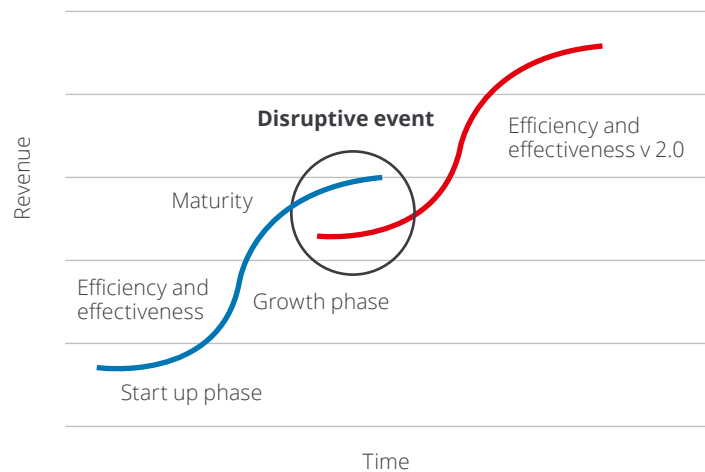 Disruptive event
Efficiency and
effectiveness v 2.0
Revenue
Maturity
Efficiency and
effectiveness
Growth phase
Start up phase
Time